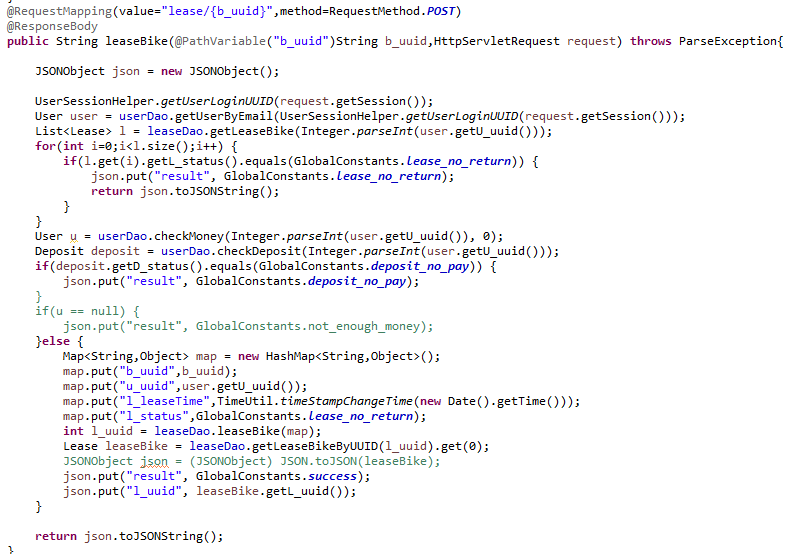 @RequestMapping(value="lease/{b_uuid}",method=RequestMethod.POST)
@ResponseBody
public String leaseBike(@PathVariable("b_uuid")String b_uuid,HttpServletRequest request) throws ParseException{
JSONObject json = new JSONObject();
UserSessionHelper.getUserLoginUUID(request.getSession());
User user = userDao.getUserByEmail(UserSessionHelper.getUserLoginUUID(request.getSession()));
List<Lease> l = leaseDao.getLeaseBike(Integer.parseInt(user.getU_uuid()));
for(int i=0;i<l.size();i++) {
if(l.get(i).getL_status().equals(GlobalConstants.lease_no_return)) {
json.put("result", GlobalConstants.lease_no_return);
return json.toJSONString();
}
}
User u = userDao.checkMoney(Integer.parseInt(user.getU_uuid()), 0);
Deposit deposit = userDao.checkDeposit(Integer.parseInt(user.getU_uuid()));
if(deposit.getD_status().equals(GlobalConstants.deposit_no_pay)) {
json.put("result", GlobalConstants.deposit_no_pay);
}
if(u == null) {
json.put("result", GlobalConstants.not_enough_money);
}else {
Map<String,Object> map = new HashMap<String,Object>();
map.put("b_uuid",b_uuid);
map.put("u_uuid",user.getU_uuid());
map.put("l_leaseTime",TimeUtil.timeStampChangeTime(new Date().getTime()));
map.put("l_status",GlobalConstants.lease_no_return);
int l_uuid = leaseDao.leaseBike(map);
Lease leaseBike = leaseDao.getLeaseBikeByUUID(l_uuid).get(0);
JSONObject json = (JSONObject) JSON.toJSON(leaseBike);
json.put("result", GlobalConstants.success);
json.put("l_uuid", leaseBike.getL_uuid());
}
return json.toJSONString();
}